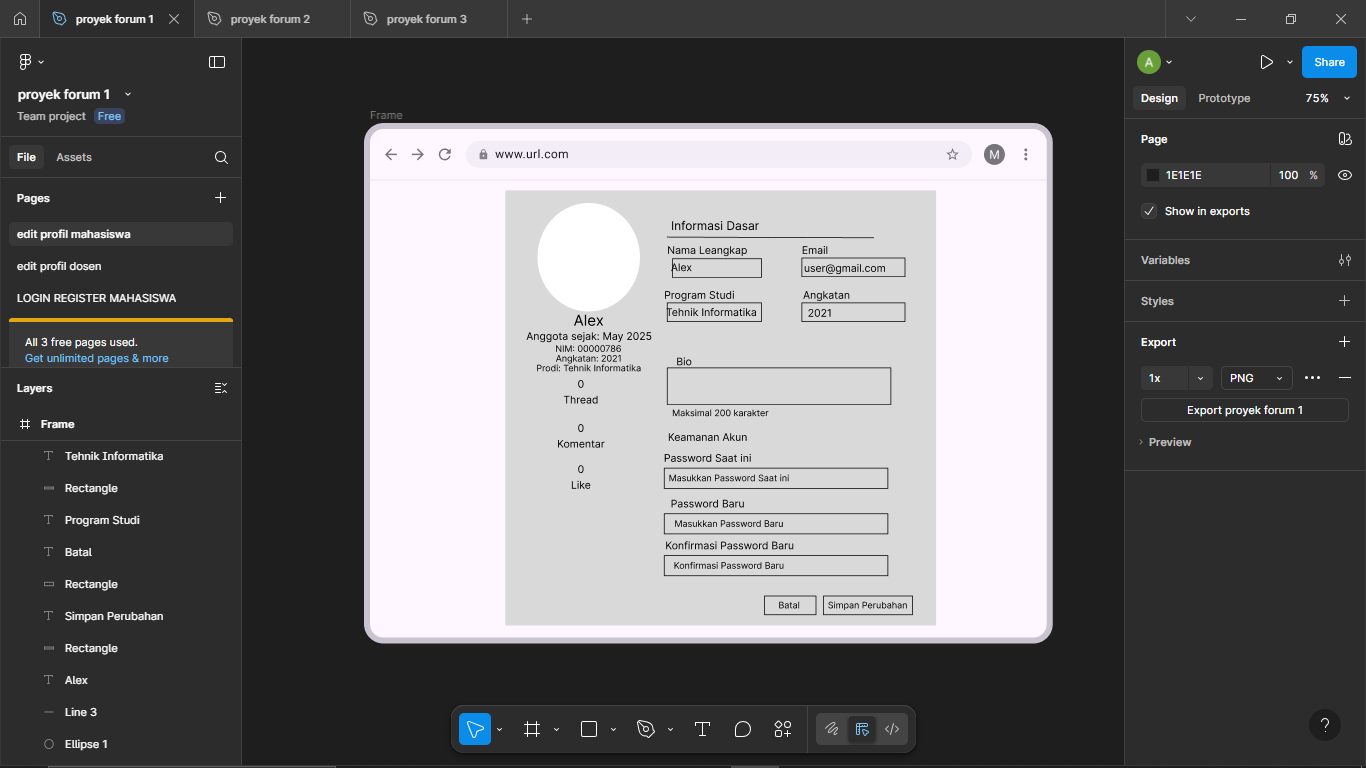 proyek forum 1
proyek forum 2
proyek forum 3
proyek forum 1
Team project Free
File Assets
Pages
edit profil mahasiswa
edit profil dosen
LOGIN REGISTER MAHASISWA
All 3 free pages used.
Get unlimited pages & more
Layers
Frame
Tehnik Informatika
Rectangle
Program Studi
Batal
Rectangle
Simpan Perubahan
Rectangle
Alex
Line 3
Ellipse 1
Frame
www.url.com
M
Alex
Anggota sejak: May 2025
NIM: 00000786
Angkatan: 2021
Prodi: Tehnik Informatika
0
Thread
0
Komentar
0
Like
Informasi Dasar
Nama Leangkap
Alex
Email
user@gmail.com
Program Studi
Tehnik Informatika
Angkatan
2021
Bio
Maksimal 200 karakter
Keamanan Akun
Password Saat ini
Masukkan Password Saat ini
Password Baru
Masukkan Password Baru
Konfirmasi Password Baru
Konfirmasi Password Baru
Batal
Simpan Perubahan
A
Share
Design Prototype 75%
Page
1E1E1E 100 %
Show in exports
Variables
Styles
Export
1x PNG
Export proyek forum 1
Preview
?